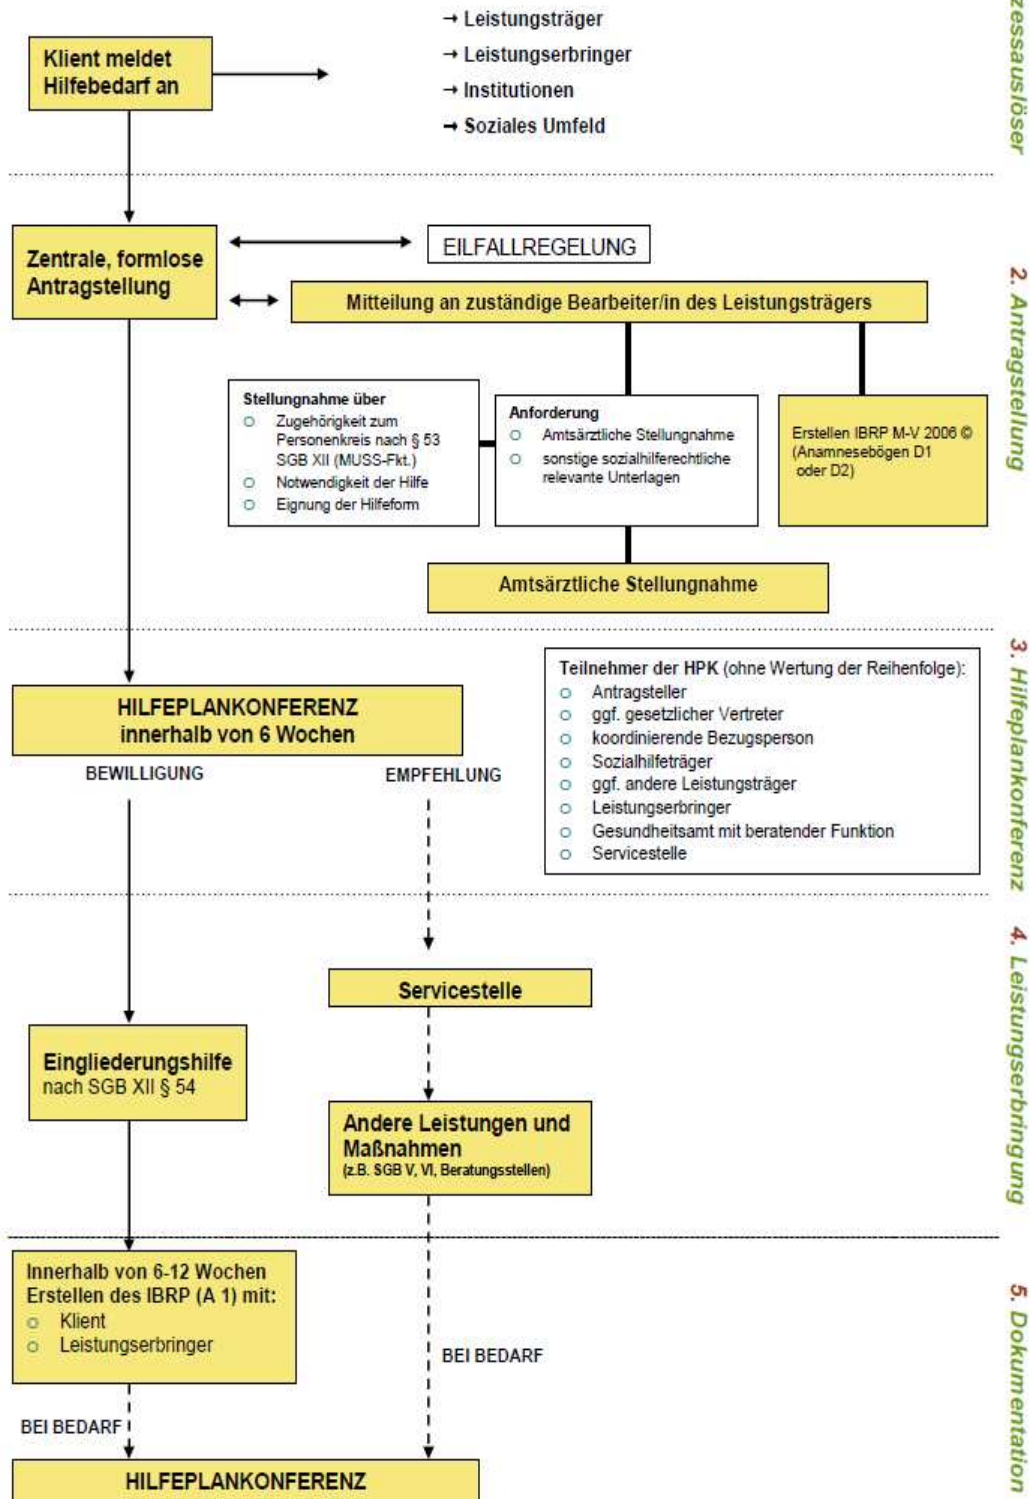 → Leistungsträger
→ Leistungserbringer
→ Institutionen
→ Soziales Umfeld
Klient meldet
Hilfebedarf an
zessauslöser
Zentrale, formlose
Antragstellung
EILFALLREGELUNG
Mitteilung an zuständige Bearbeiter/in des Leistungsträgers
Stellungnahme über
○ Zugehörigkeit zum
Personenkreis nach § 53
SGB XII (MUSS-Fkt.)
○ Notwendigkeit der Hilfe
○ Eignung der Hilfeform
Anforderung
○ Amtsärztliche Stellungnahme
○ sonstige sozialhilferechtliche
relevante Unterlagen
Erstellen IBRP M-V 2006 ©
(Anamnesebögen D1
oder D2)
Amtsärztliche Stellungnahme
2. Antragstellung
HILFEPLANKONFERENZ
innerhalb von 6 Wochen
BEWILLIGUNG
EMPFEHLUNG
Teilnehmer der HPK (ohne Wertung der Reihenfolge):
○ Antragsteller
○ ggf. gesetzlicher Vertreter
○ koordinierende Bezugsperson
○ Sozialhilfeträger
○ ggf. andere Leistungsträger
○ Leistungserbringer
○ Gesundheitsamt mit beratender Funktion
○ Servicestelle
3. Hilfeplankonferenz
Servicestelle
Eingliederungshilfe
nach SGB XII § 54
Andere Leistungen und
Maßnahmen
(z.B. SGB V, VI, Beratungsstellen)
4. Leistungserbringung
Innerhalb von 6-12 Wochen
Erstellen des IBRP (A 1) mit:
○ Klient
○ Leistungserbringer
BEI BEDARF
BEI BEDARF
HILFEPLANKONFERENZ
5. Dokumentation